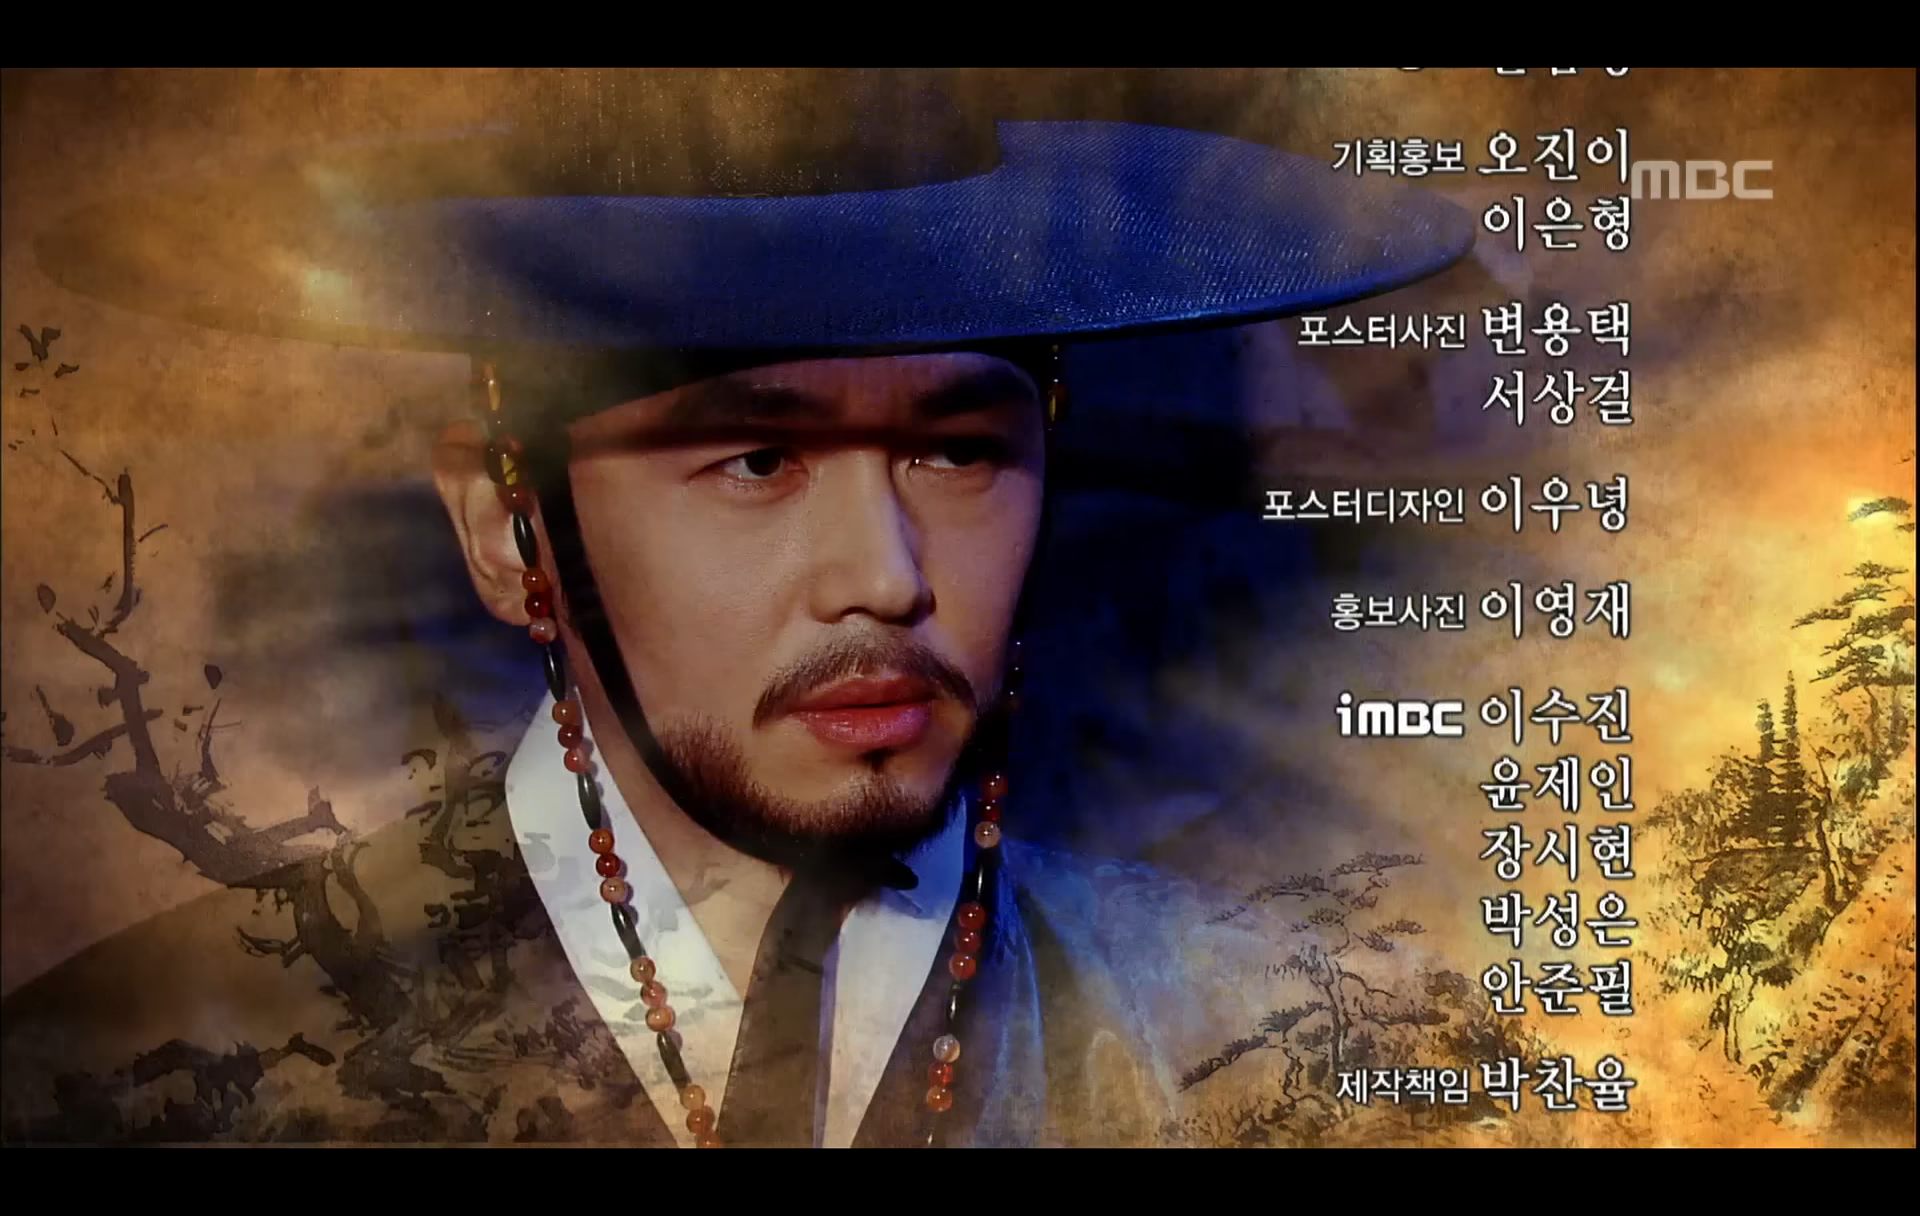 기획홍보 오진이
MBC
이은형
포스터사진 변용택
서상걸
포스터디자인 이우녕
홍보사진 이영재
iMBC 이수진
윤제인
장시현
박성은
안준필
제작책임 박찬율